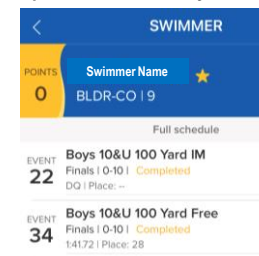 SWIMMER
POINTS
0
Swimmer Name
BLDR-CO | 9
Full schedule
EVENT
22
Boys 10&U 100 Yard IM
Finals | 0-10 | Completed
DQ | Place: --
EVENT
34
Boys 10&U 100 Yard Free
Finals | 0-10 | Completed
1:41.72 | Place: 28